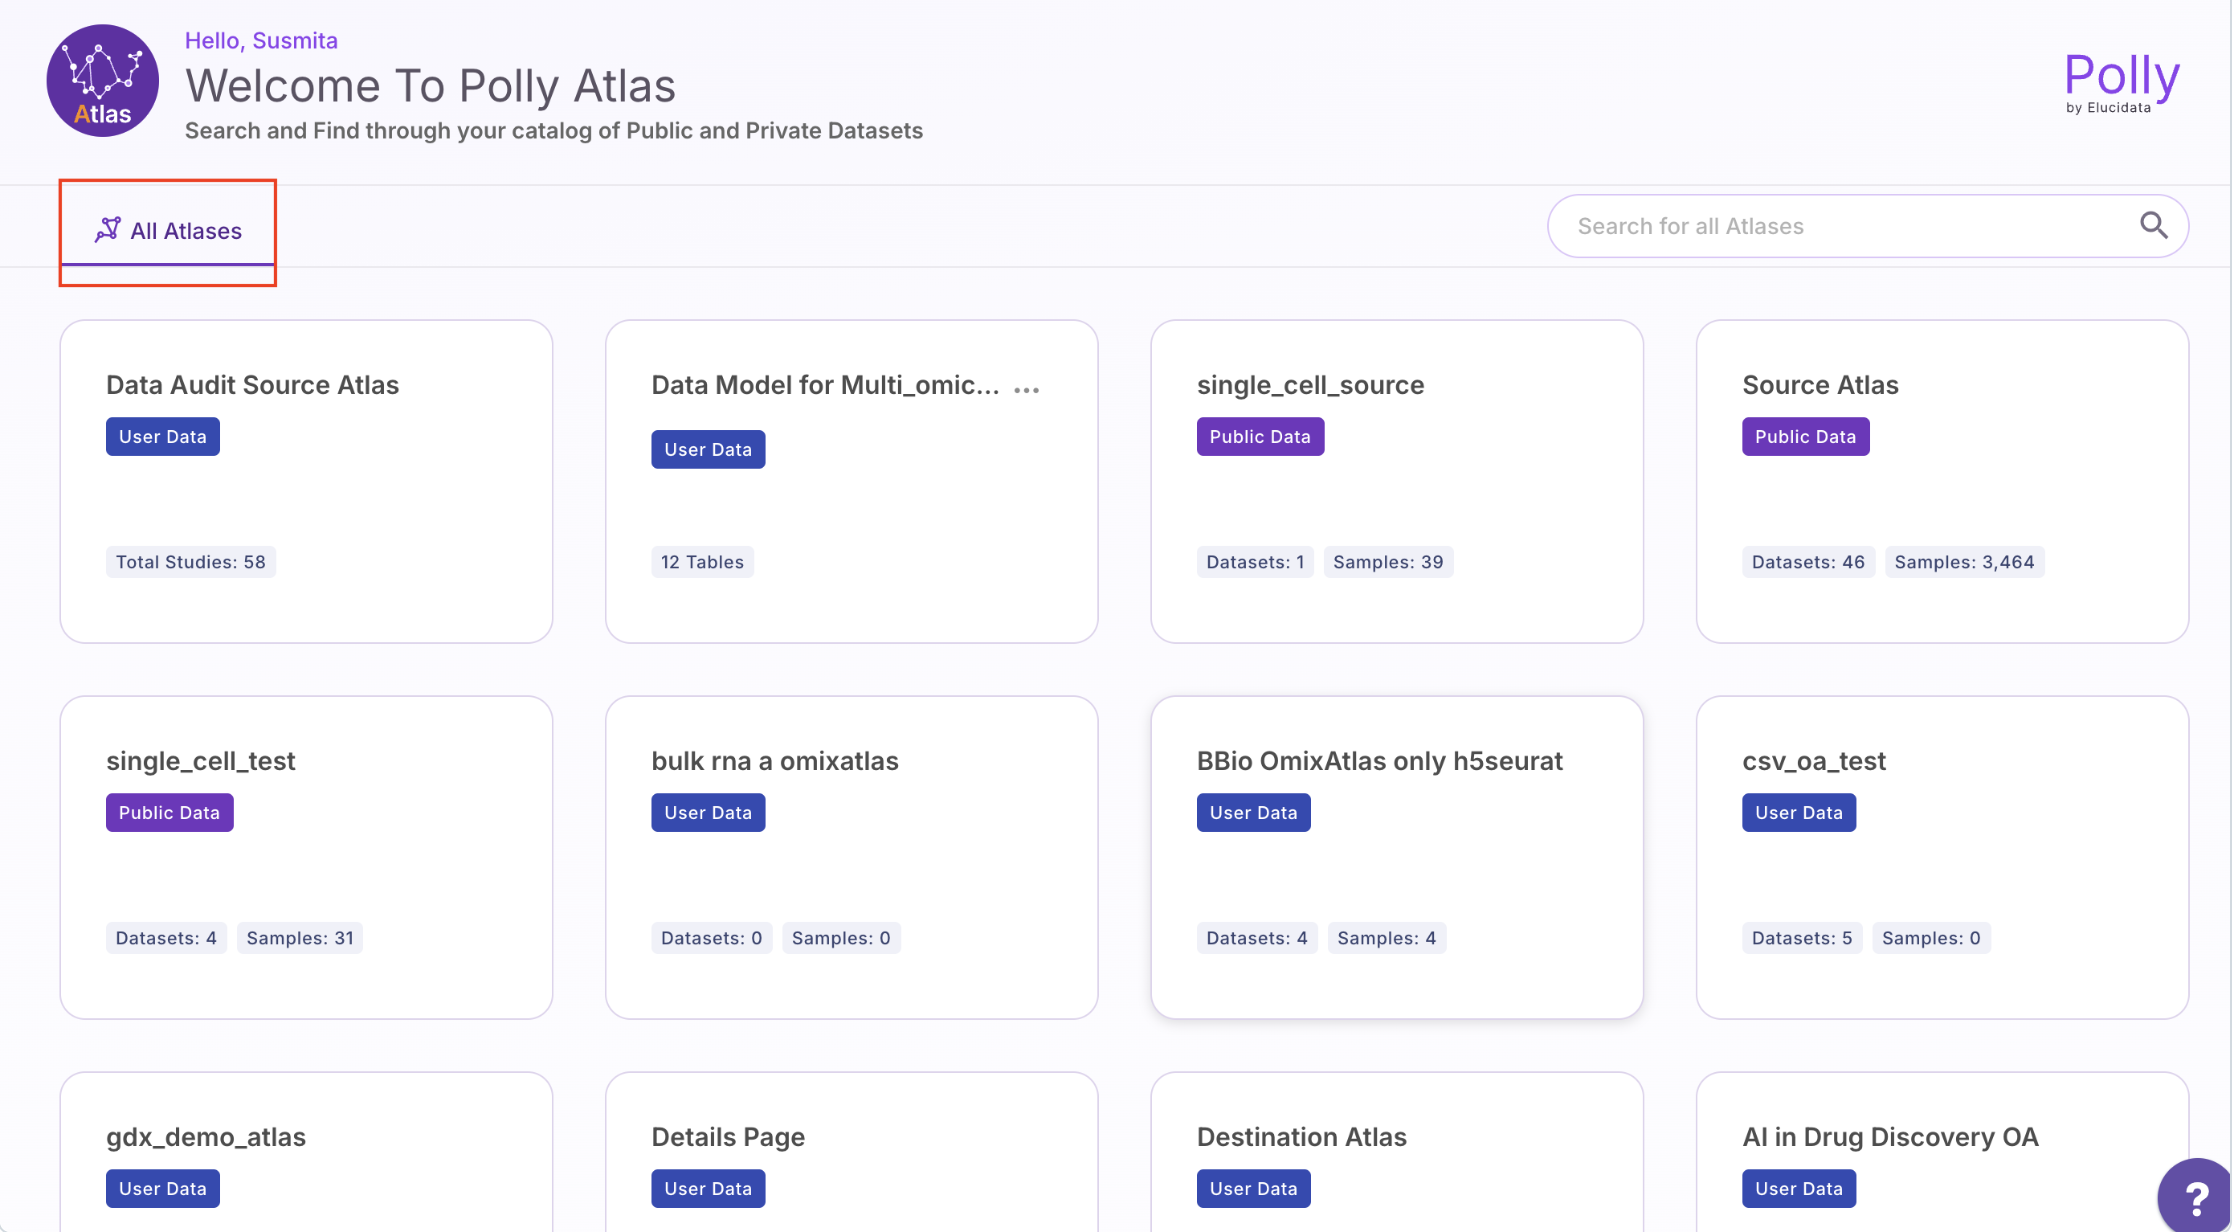 Atlas
Hello, Susmita
Welcome To Polly Atlas
Search and Find through your catalog of Public and Private Datasets
Polly
by Elucidata
All Atlases
Search for all Atlases
Data Audit Source Atlas
User Data
Total Studies: 58
Data Model for Multi_omic... ...
User Data
12 Tables
single_cell_source
Public Data
Datasets: 1 Samples: 39
Source Atlas
Public Data
Datasets: 46 Samples: 3,464
single_cell_test
Public Data
Datasets: 4 Samples: 31
bulk rna a omixatlas
User Data
Datasets: 0 Samples: 0
BBio OmixAtlas only h5seurat
User Data
Datasets: 4 Samples: 4
csv_oa_test
User Data
Datasets: 5 Samples: 0
gdx_demo_atlas
User Data
Details Page
User Data
Destination Atlas
User Data
AI in Drug Discovery OA
User Data
?